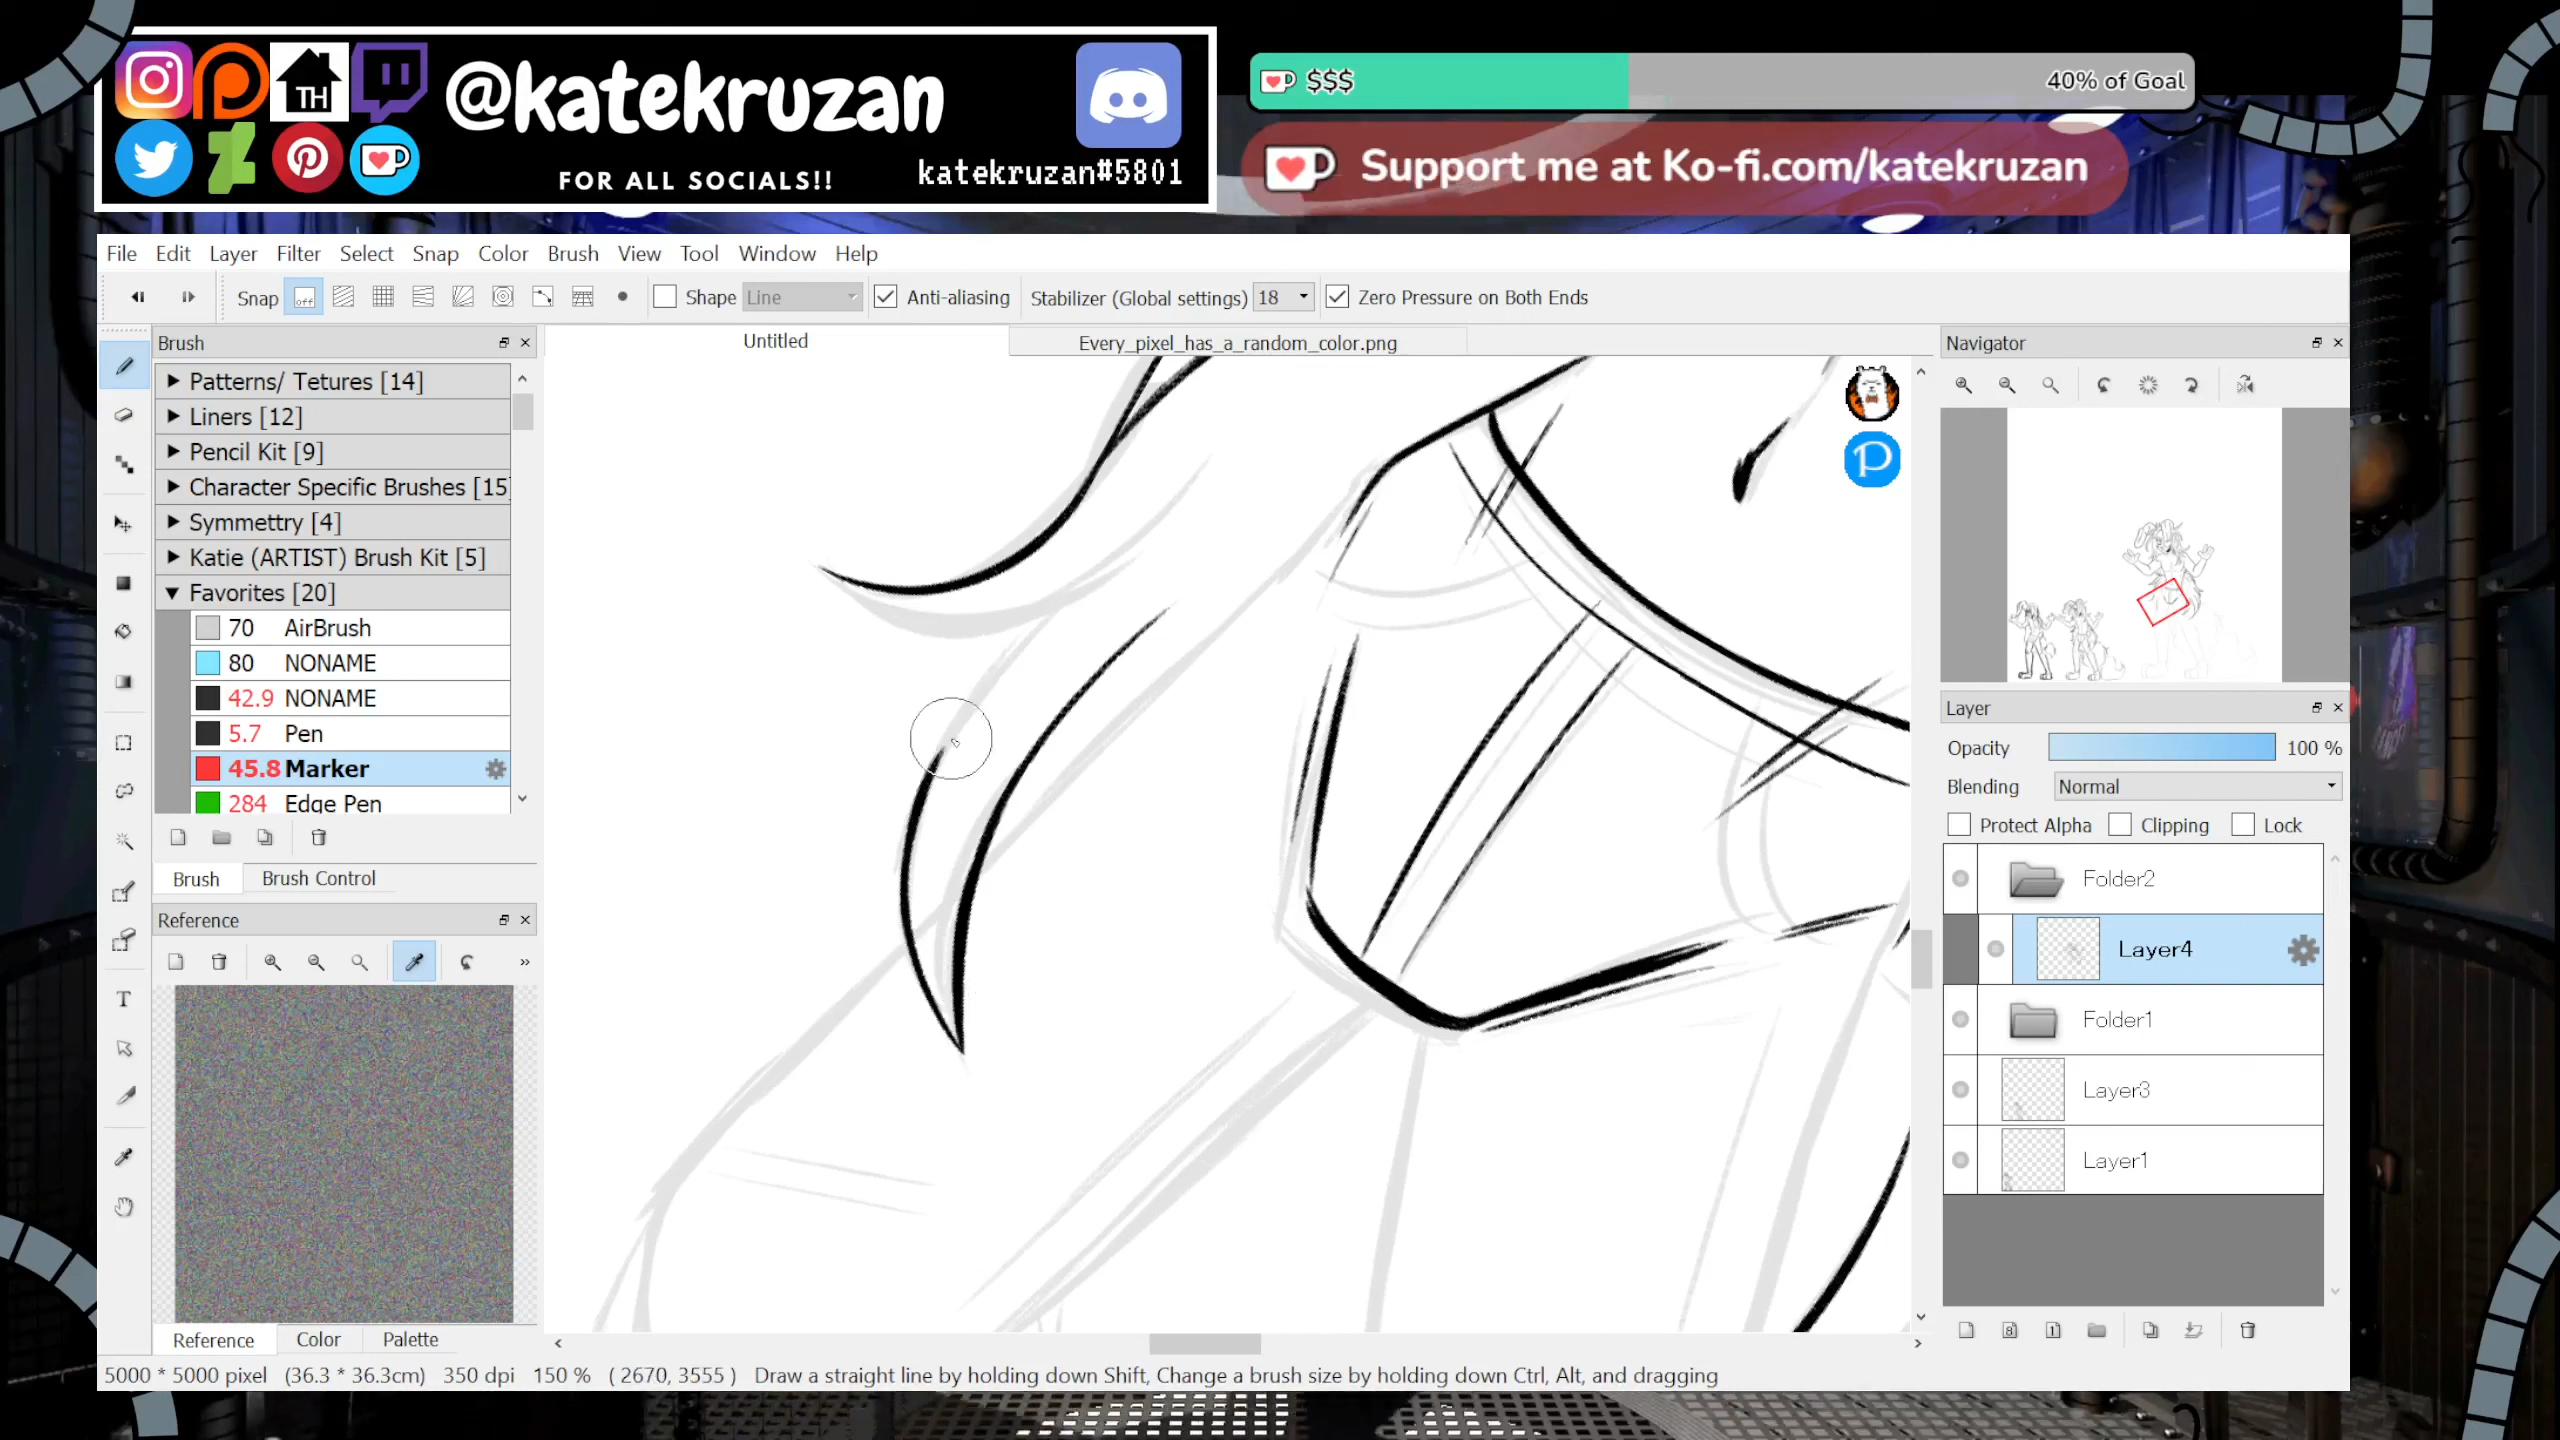 TH
@katekruzan
FOR ALL SOCIALS!!
katekruzan#5801
$$$
40% of Goal
Support me at Ko-fi.com/katekruzan
File Edit Layer Filter Select Snap Color Brush View Tool Window Help
Snap off Shape Line Anti-aliasing Stabilizer (Global settings) 18 Zero Pressure on Both Ends
Brush
Untitled
Every_pixel_has_a_random_color.png
Navigator
Patterns/ Tetures [14]
Liners [12]
Pencil Kit [9]
Character Specific Brushes [15]
Symmettry [4]
Katie (ARTIST) Brush Kit [5]
Favorites [20]
70 AirBrush
80 NONAME
42.9 NONAME
5.7 Pen
45.8 Marker
284 Edge Pen
Brush Brush Control
Reference
T
Reference Color Palette
P
Layer
Opacity 100 %
Blending Normal
Protect Alpha Clipping Lock
Folder2
Layer4
Folder1
Layer3
Layer1
8 1
5000 * 5000 pixel (36.3 * 36.3cm) 350 dpi 150 % ( 2670, 3555 ) Draw a straight line by holding down Shift, Change a brush size by holding down Ctrl, Alt, and dragging